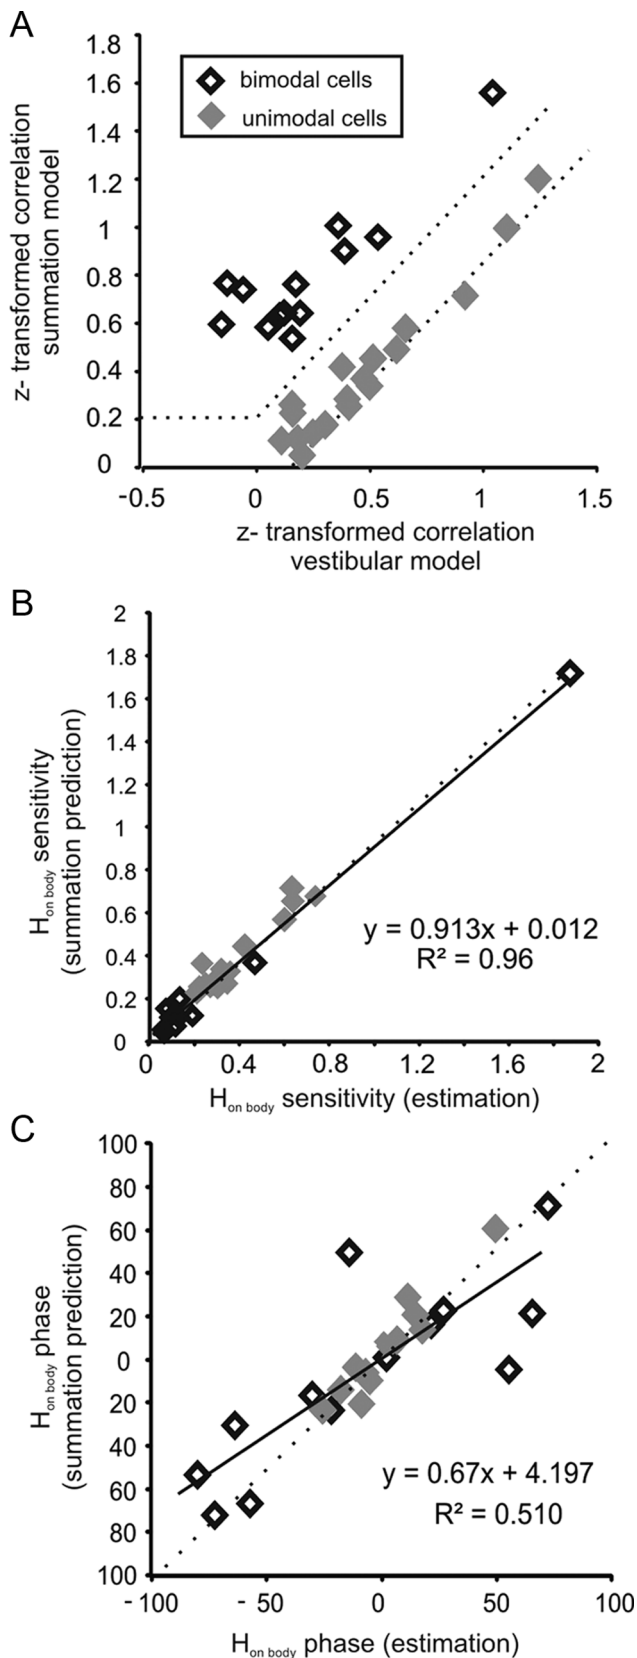 A
1.8
1.6
1.4
1.2
1
0.8
0.6
0.4
0.2
0
z- transformed correlation
summation model
bimodal cells
unimodal cells
-0.5 0 0.5 1 1.5
z- transformed correlation
vestibular model
B
2
1.8
1.6
1.4
1.2
1
0.8
0.6
0.4
0.2
0
H on body sensitivity
(summation prediction)
y = 0.913x + 0.012
R² = 0.96
0 0.4 0.8 1.2 1.6 2
H on body sensitivity (estimation)
C
100
80
60
40
20
0
20
40
60
80
100
H on body phase
(summation prediction)
y = 0.67x + 4.197
R² = 0.510
- 100 - 50 0 50 100
H on body phase (estimation)